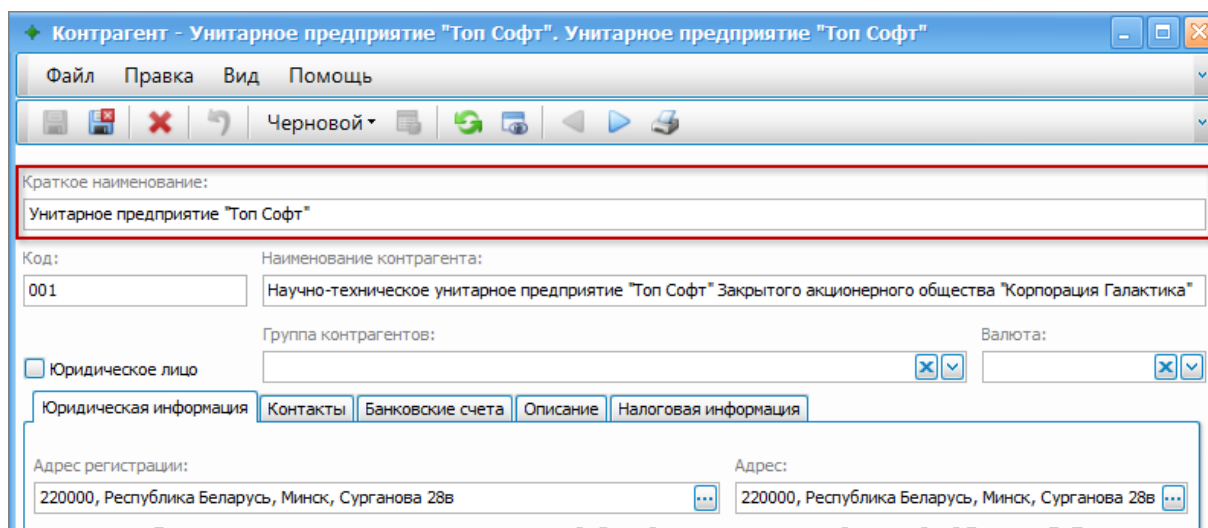 Контрагент - Унитарное предприятие "Топ Софт". Унитарное предприятие "Топ Софт"
Файл Правка Вид Помощь
Черновой
Краткое наименование:
Унитарное предприятие "Топ Софт"
Код: Наименование контрагента:
001 Научно-техническое унитарное предприятие "Топ Софт" Закрытого акционерного общества "Корпорация Галактика"
Группа контрагентов: Валюта:
Юридическое лицо
Юридическая информация Контакты Банковские счета Описание Налоговая информация
Адрес регистрации: Адрес:
220000, Республика Беларусь, Минск, Сурганова 28в 220000, Республика Беларусь, Минск, Сурганова 28в